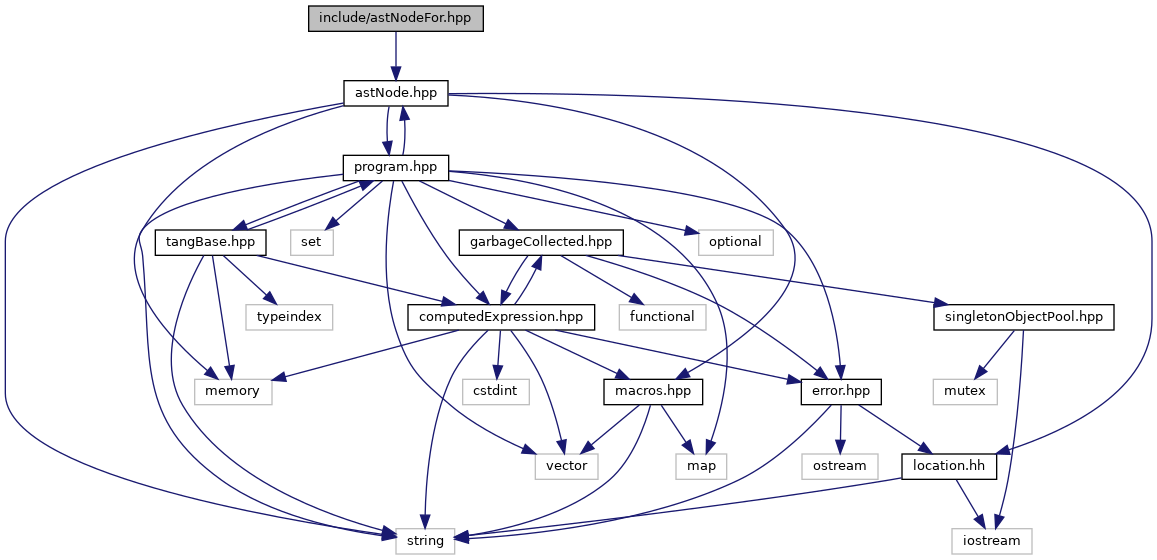 include/astNodeFor.hpp
astNode.hpp
program.hpp
tangBase.hpp
set
garbageCollected.hpp
optional
typeindex
computedExpression.hpp
functional
singletonObjectPool.hpp
memory
cstdint
macros.hpp
error.hpp
mutex
vector
map
ostream
location.hh
string
iostream